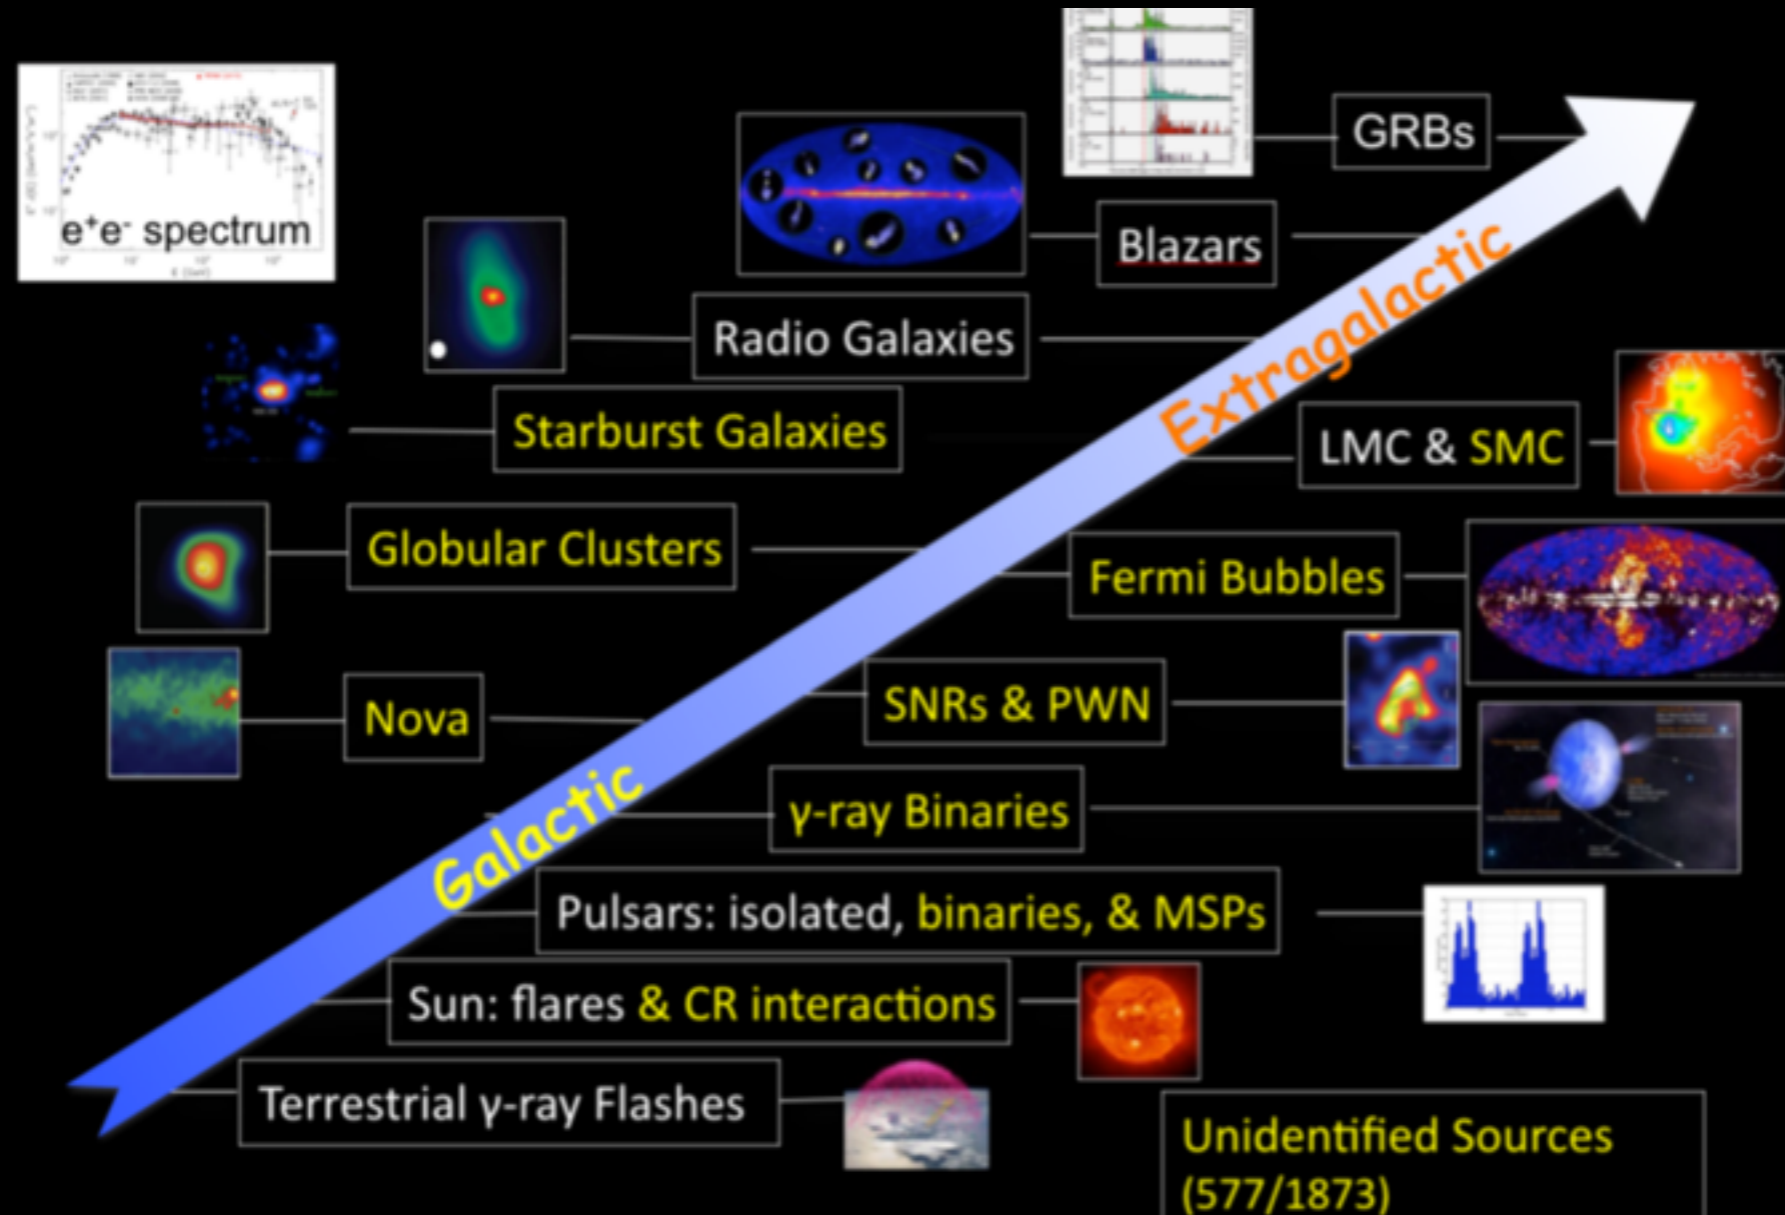 e⁺e⁻ spectrum
GRBs
Blazars
Radio Galaxies
Extragalactic
Starburst Galaxies
LMC & SMC
Globular Clusters
Fermi Bubbles
Nova
SNRs & PWN
Galactic
γ-ray Binaries
Pulsars: isolated, binaries, & MSPs
Sun: flares & CR interactions
Terrestrial γ-ray Flashes
Unidentified Sources
(577/1873)